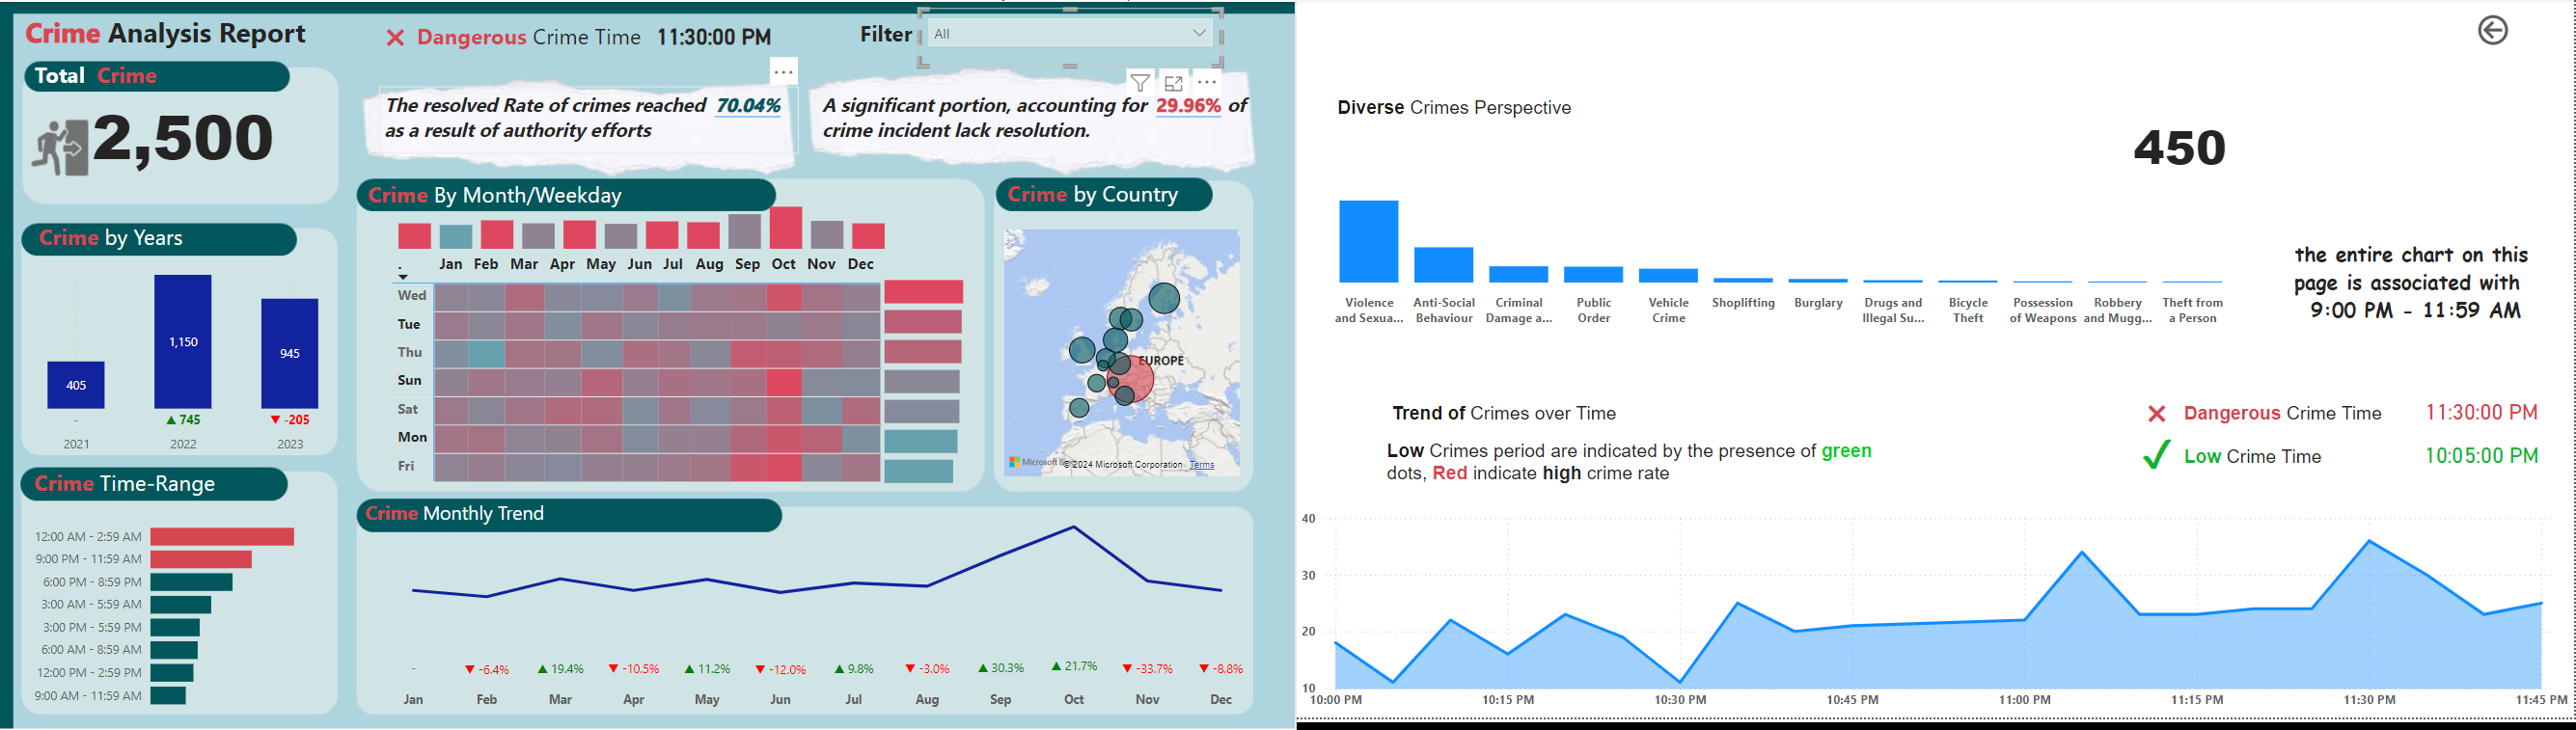 Crime Analysis Report
Dangerous Crime Time 11:30:00 PM
Filter All
Total Crime
2,500
The resolved Rate of crimes reached 70.04%
as a result of authority efforts
A significant portion, accounting for 29.96% of
crime incident lack resolution.
Crime by Years
405
1,150
945
-
745
-205
2021
2022
2023
Crime Time-Range
12:00 AM - 2:59 AM
9:00 PM - 11:59 AM
6:00 PM - 8:59 PM
3:00 AM - 5:59 AM
3:00 PM - 5:59 PM
6:00 AM - 8:59 AM
12:00 PM - 2:59 PM
9:00 AM - 11:59 AM
Crime By Month/Weekday
. Jan Feb Mar Apr May Jun Jul Aug Sep Oct Nov Dec
Wed
Tue
Thu
Sun
Sat
Mon
Fri
Crime by Country
EUROPE
© 2024 Microsoft Corporation Terms
Crime Monthly Trend
- -6.4% 19.4% -10.5% 11.2% -12.0% 9.8% -3.0% 30.3% 21.7% -33.7% -8.8%
Jan Feb Mar Apr May Jun Jul Aug Sep Oct Nov Dec
Diverse Crimes Perspective
450
Violence
and Sexua...
Anti-Social
Behaviour
Criminal
Damage a...
Public
Order
Vehicle
Crime
Shoplifting
Burglary
Drugs and
Illegal Su...
Bicycle
Theft
Possession
of Weapons
Robbery
and Mugg...
Theft from
a Person
the entire chart on this
page is associated with
9:00 PM - 11:59 AM
Trend of Crimes over Time
Low Crimes period are indicated by the presence of green
dots, Red indicate high crime rate
Dangerous Crime Time 11:30:00 PM
Low Crime Time 10:05:00 PM
40
30
20
10
10:00 PM 10:15 PM 10:30 PM 10:45 PM 11:00 PM 11:15 PM 11:30 PM 11:45 PM